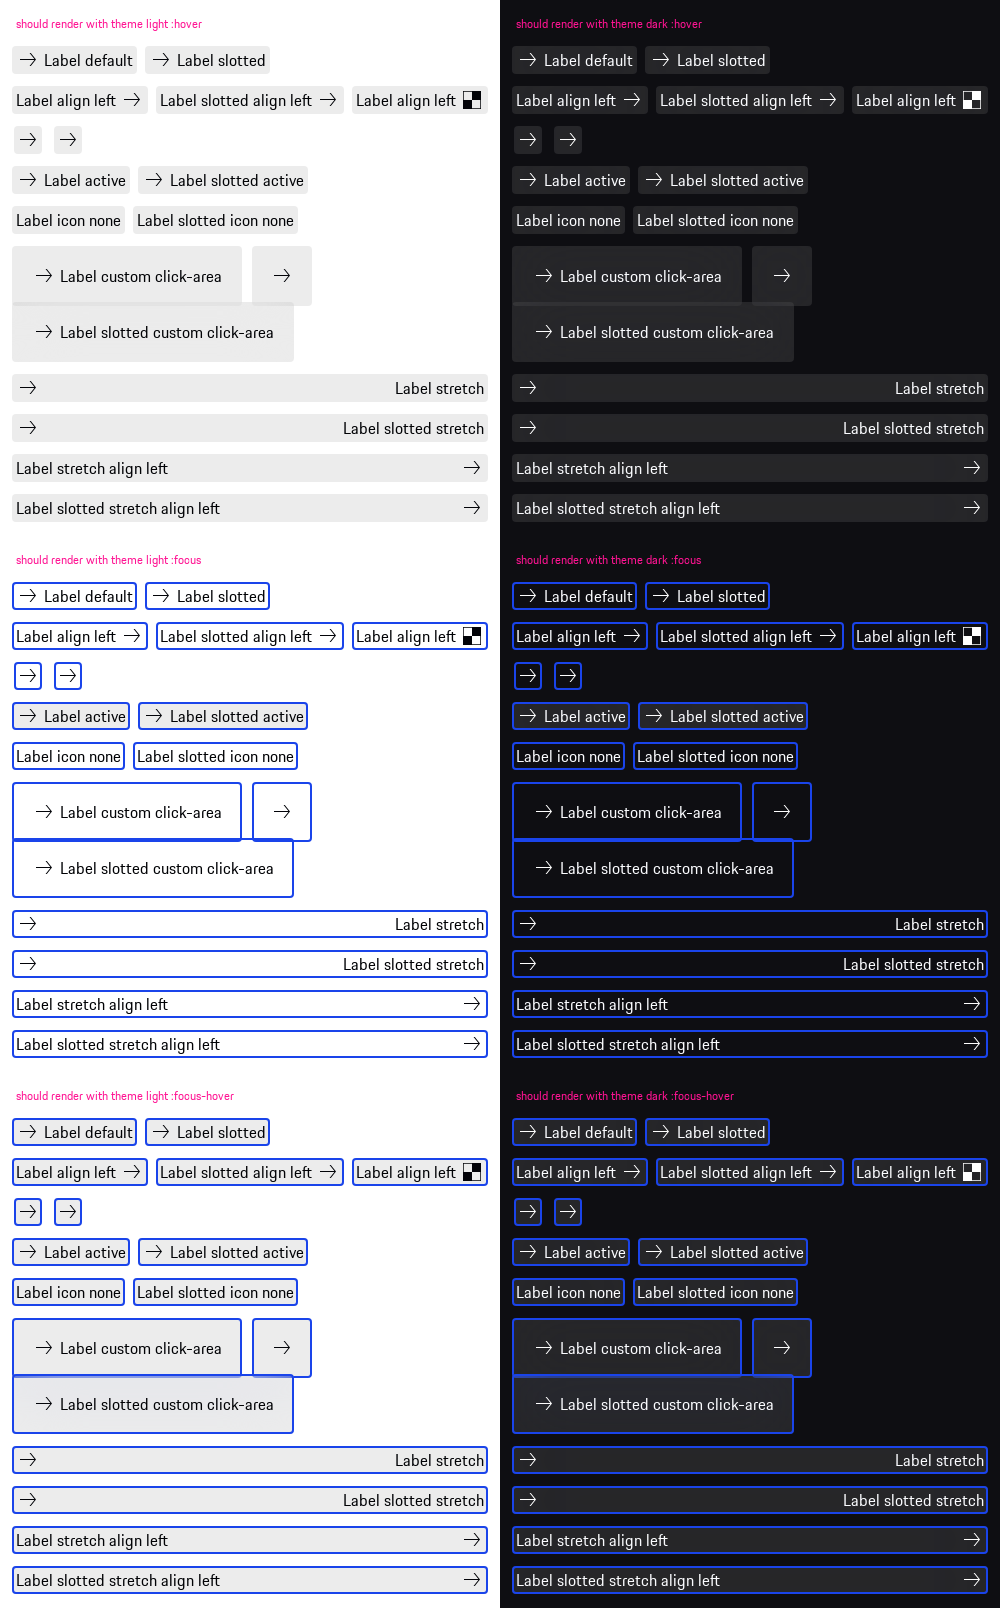 should render with theme light :hover
Label default Label slotted
Label align left Label slotted align left Label align left
Label active Label slotted active
Label icon none Label slotted icon none
Label custom click-area
Label slotted custom click-area
Label stretch
Label slotted stretch
Label stretch align left
Label slotted stretch align left
should render with theme light :focus
Label default Label slotted
Label align left Label slotted align left Label align left
Label active Label slotted active
Label icon none Label slotted icon none
Label custom click-area
Label slotted custom click-area
Label stretch
Label slotted stretch
Label stretch align left
Label slotted stretch align left
should render with theme light :focus-hover
Label default Label slotted
Label align left Label slotted align left Label align left
Label active Label slotted active
Label icon none Label slotted icon none
Label custom click-area
Label slotted custom click-area
Label stretch
Label slotted stretch
Label stretch align left
Label slotted stretch align left
should render with theme dark :hover
Label default Label slotted
Label align left Label slotted align left Label align left
Label active Label slotted active
Label icon none Label slotted icon none
Label custom click-area
Label slotted custom click-area
Label stretch
Label slotted stretch
Label stretch align left
Label slotted stretch align left
should render with theme dark :focus
Label default Label slotted
Label align left Label slotted align left Label align left
Label active Label slotted active
Label icon none Label slotted icon none
Label custom click-area
Label slotted custom click-area
Label stretch
Label slotted stretch
Label stretch align left
Label slotted stretch align left
should render with theme dark :focus-hover
Label default Label slotted
Label align left Label slotted align left Label align left
Label active Label slotted active
Label icon none Label slotted icon none
Label custom click-area
Label slotted custom click-area
Label stretch
Label slotted stretch
Label stretch align left
Label slotted stretch align left